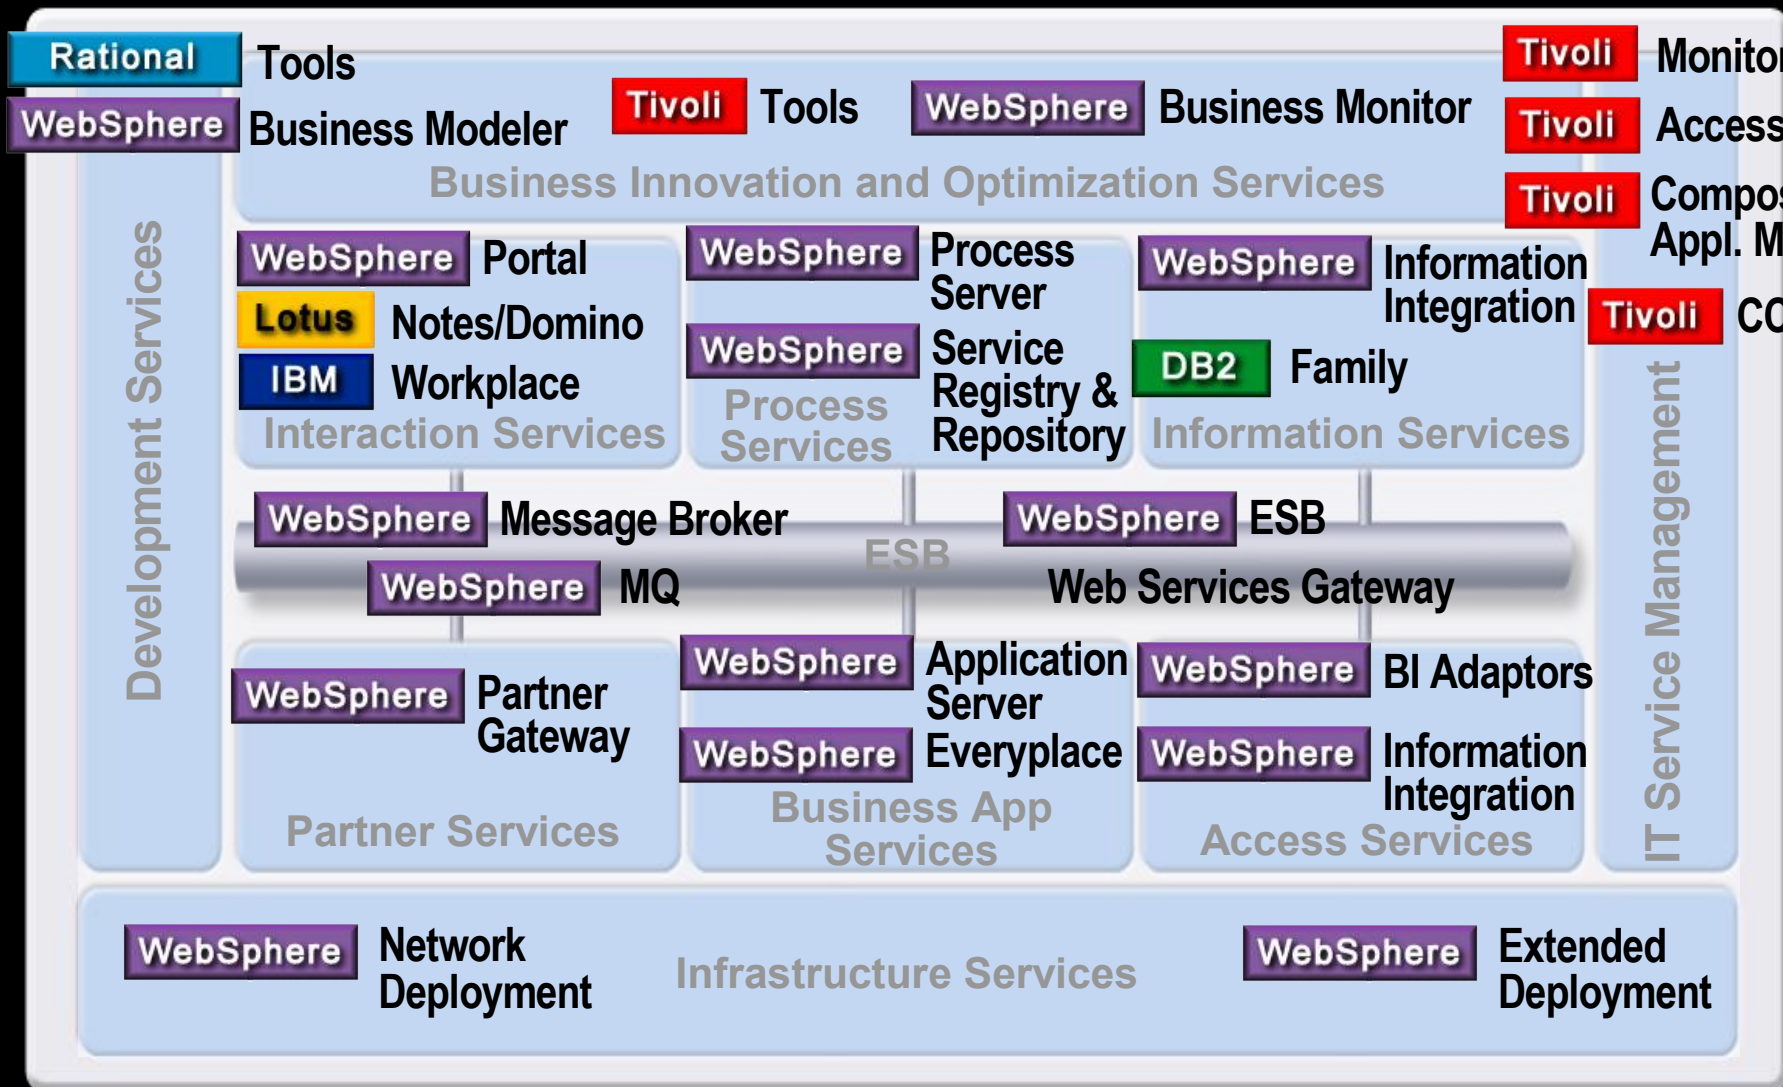 Rational Tools
WebSphere Business Modeler
Tivoli Tools
WebSphere Business Monitor
Tivoli Monitor
Tivoli Access
Tivoli Compos
Appl. M
Tivoli CO
Business Innovation and Optimization Services
Development Services
WebSphere Portal
Lotus Notes/Domino
IBM Workplace
Interaction Services
WebSphere Process
Server
WebSphere Service
Registry &
Repository
Process
Services
WebSphere Information
Integration
DB2 Family
Information Services
IT Service Management
WebSphere Message Broker
WebSphere ESB
ESB
WebSphere MQ
Web Services Gateway
WebSphere Partner
Gateway
Partner Services
WebSphere Application
Server
WebSphere Everyplace
Business App
Services
WebSphere BI Adaptors
WebSphere Information
Integration
Access Services
WebSphere Network
Deployment
Infrastructure Services
WebSphere Extended
Deployment